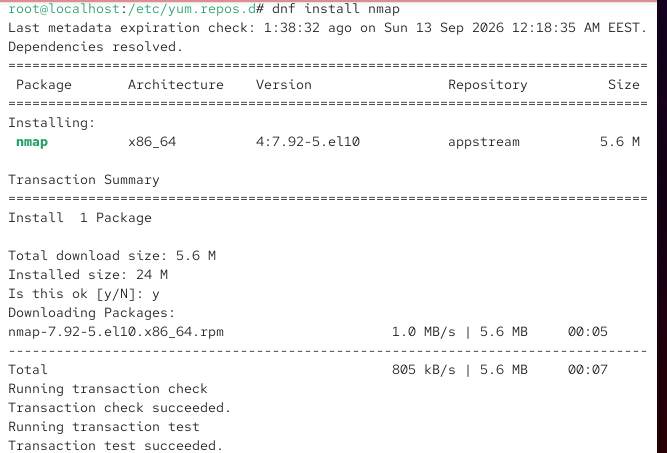 root@localhost:/etc/yum.repos.d# dnf install nmap
Last metadata expiration check: 1:38:32 ago on Sun 13 Sep 2026 12:18:35 AM EEST.
Dependencies resolved.
================================================================================
 Package       Architecture    Version                 Repository          Size
================================================================================
Installing:
 nmap          x86_64          4:7.92-5.el10           appstream          5.6 M

Transaction Summary
================================================================================
Install  1 Package

Total download size: 5.6 M
Installed size: 24 M
Is this ok [y/N]: y
Downloading Packages:
nmap-7.92-5.el10.x86_64.rpm                     1.0 MB/s | 5.6 MB     00:05
--------------------------------------------------------------------------------
Total                                           805 kB/s | 5.6 MB     00:07
Running transaction check
Transaction check succeeded.
Running transaction test
Transaction test succeeded.